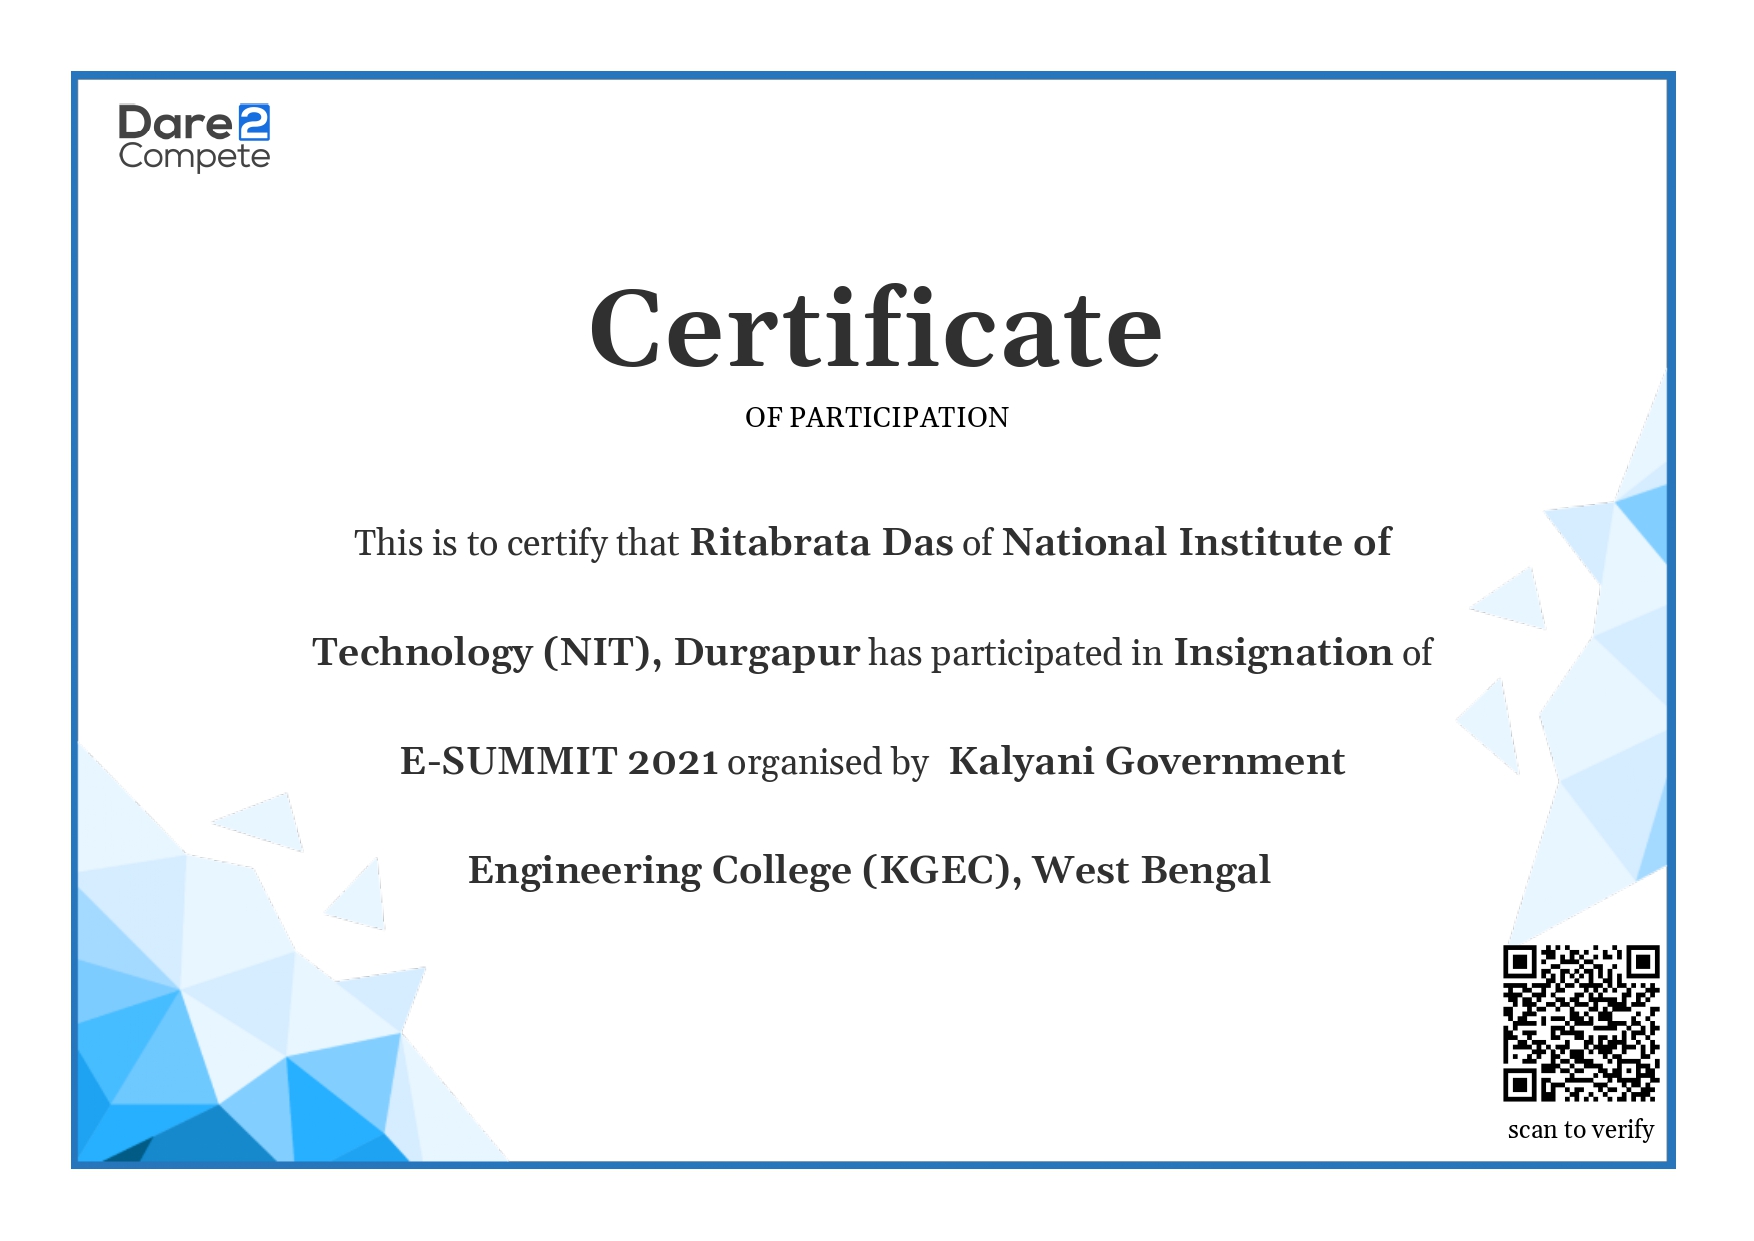 Dare2
Compete
Certificate
OF PARTICIPATION
This is to certify that Ritabrata Das of National Institute of
Technology (NIT), Durgapur has participated in Insignation of
E-SUMMIT 2021 organised by Kalyani Government
Engineering College (KGEC), West Bengal
scan to verify